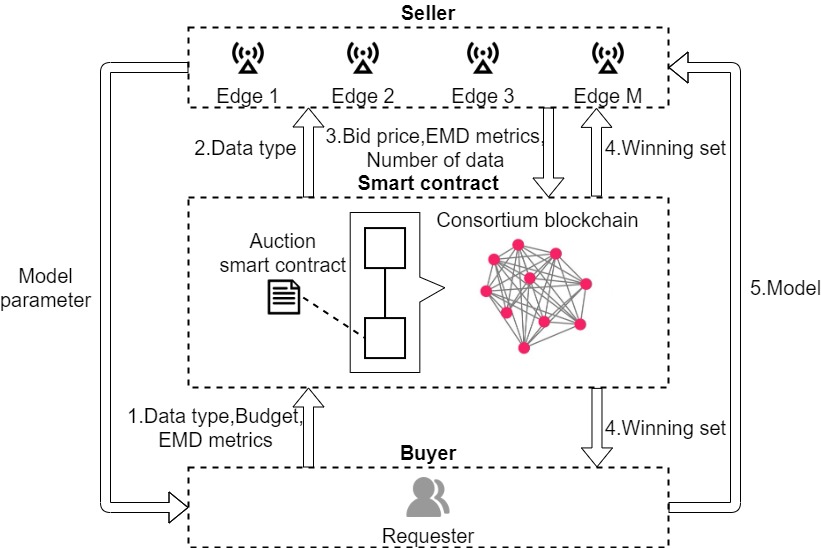 Seller
Edge 1
Edge 2
Edge 3
Edge M
2.Data type
3.Bid price,EMD metrics,
Number of data
4.Winning set
Smart contract
Auction
smart contract
Consortium blockchain
Model
parameter
5.Model
1.Data type,Budget,
EMD metrics
4.Winning set
Buyer
Requester